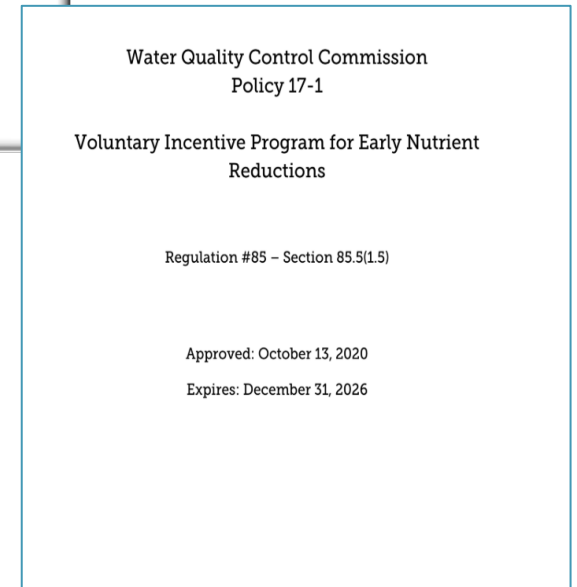 Water Quality Control Commission
Policy 17-1
Voluntary Incentive Program for Early Nutrient
Reductions
Regulation #85 – Section 85.5(1.5)
Approved: October 13, 2020
Expires: December 31, 2026